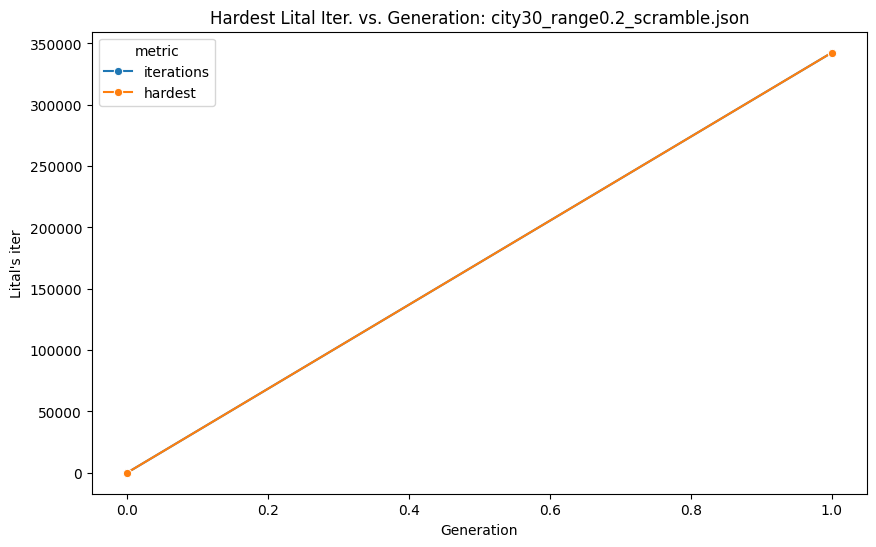 Hardest Lital Iter. vs. Generation: city30_range0.2_scramble.json
metric
iterations
hardest
350000
300000
250000
200000
150000
100000
50000
0
Lital's iter
0.0 0.2 0.4 0.6 0.8 1.0
Generation